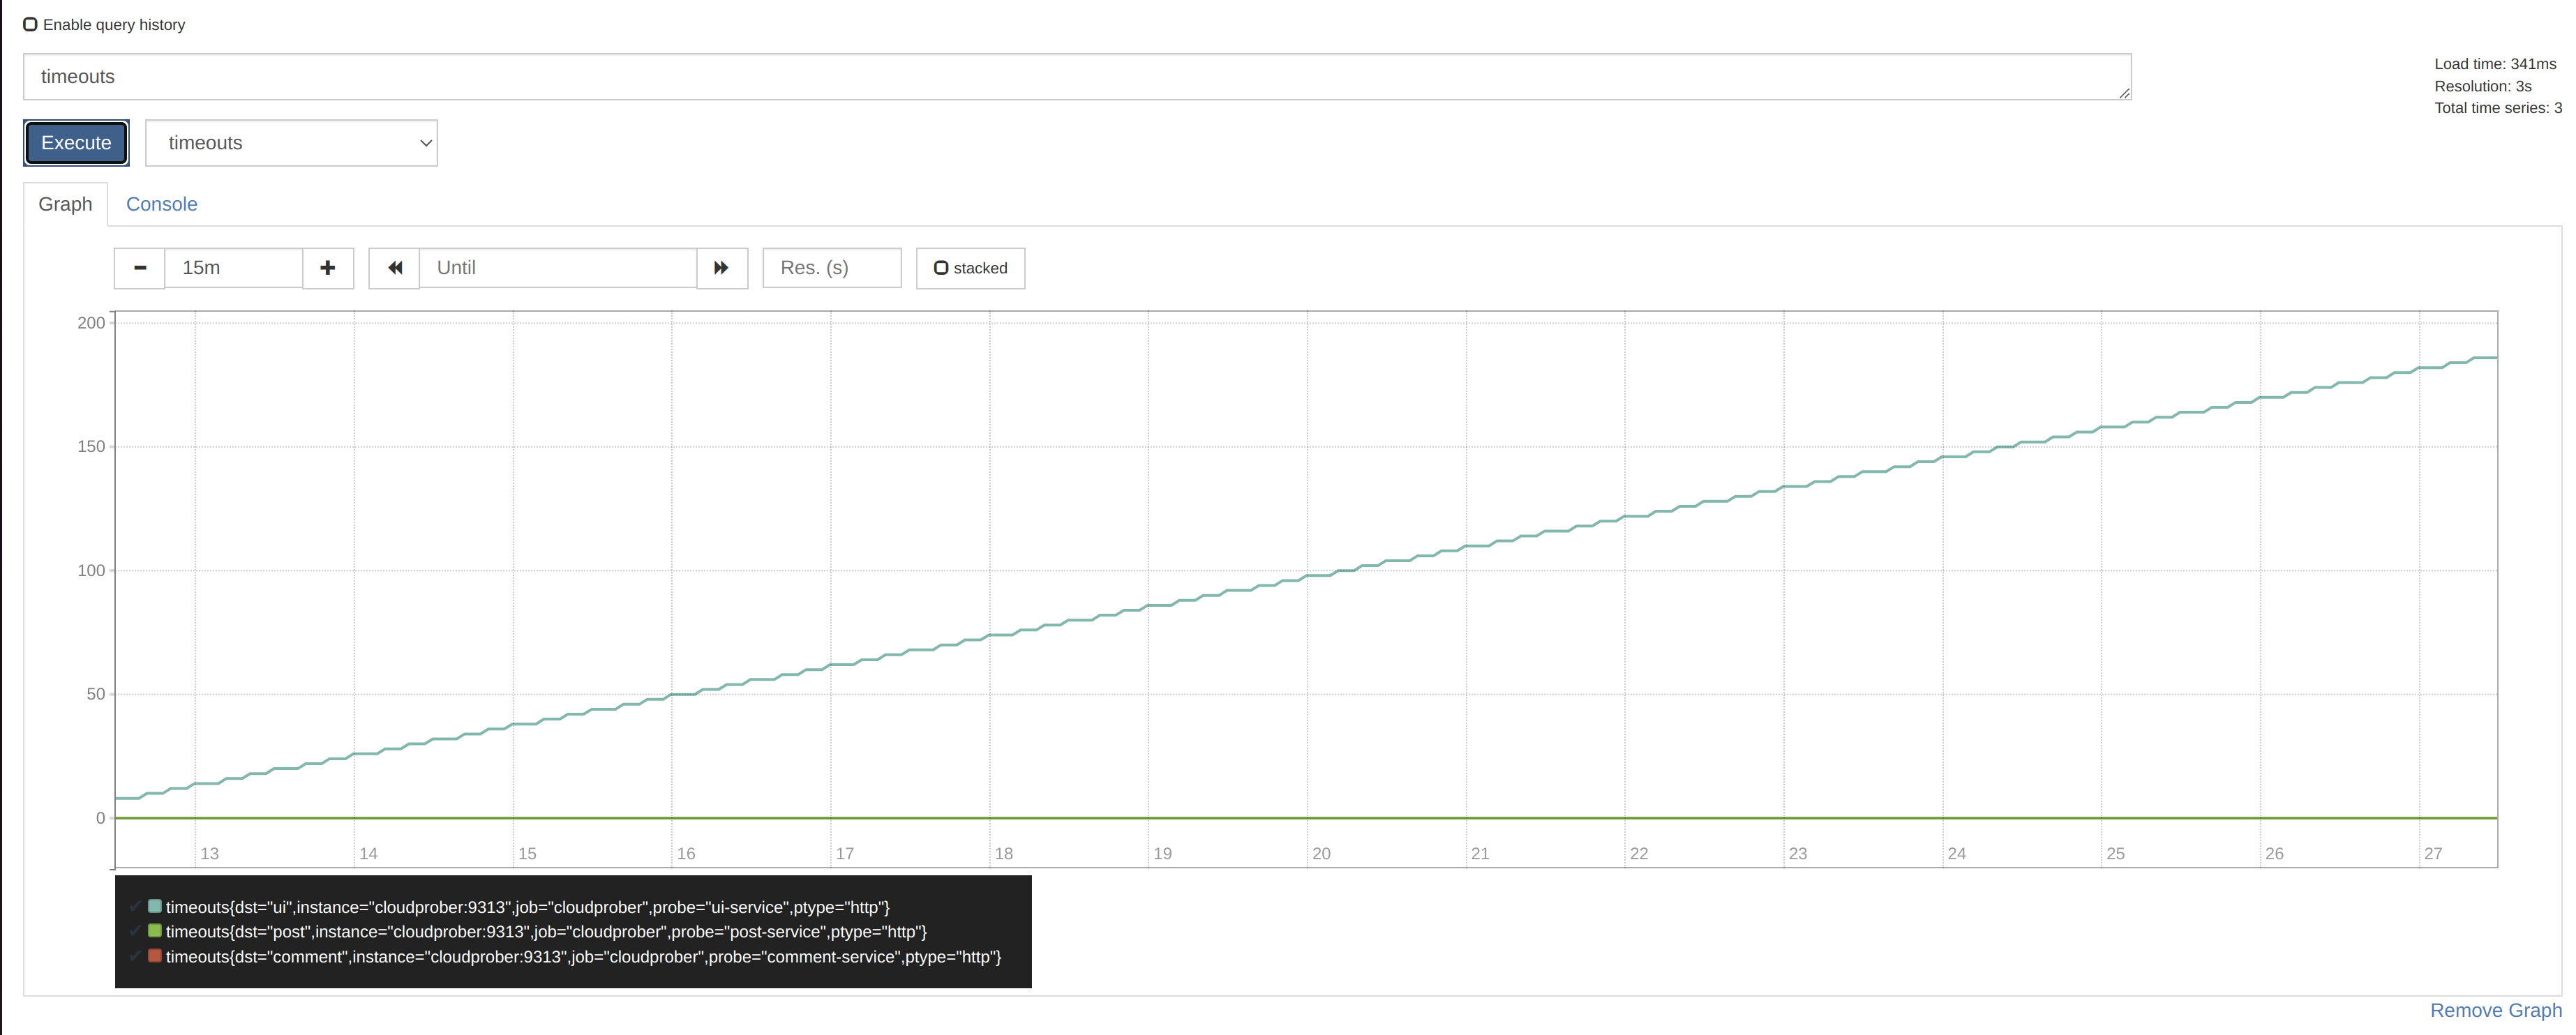 Enable query history
timeouts
Load time: 341ms
Resolution: 3s
Total time series: 3
Execute
timeouts
Graph
Console
15m
Until
Res. (s)
stacked
200
150
100
50
0
13 14 15 16 17 18 19 20 21 22 23 24 25 26 27
timeouts{dst="ui",instance="cloudprober:9313",job="cloudprober",probe="ui-service",ptype="http"}
timeouts{dst="post",instance="cloudprober:9313",job="cloudprober",probe="post-service",ptype="http"}
timeouts{dst="comment",instance="cloudprober:9313",job="cloudprober",probe="comment-service",ptype="http"}
Remove Graph